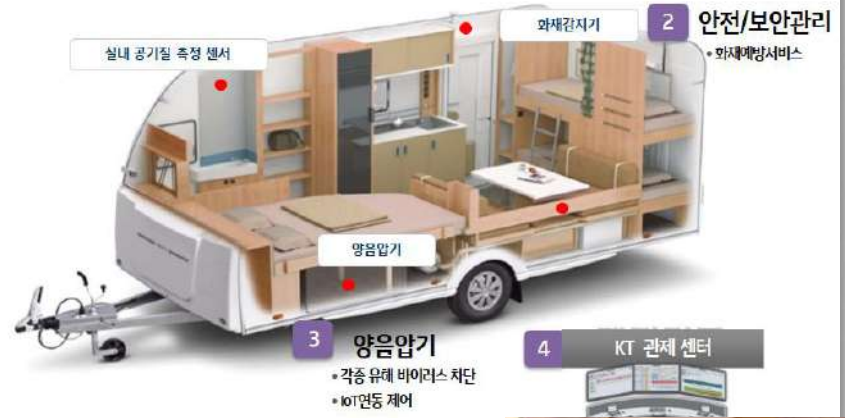 실내 공기질 측정 센서
화재감지기
2 안전/보안관리
• 화재예방서비스
양음압기
3 양음압기
• 각종 유해 바이러스 차단
• IoT연동 제어
4 KT 관제 센터